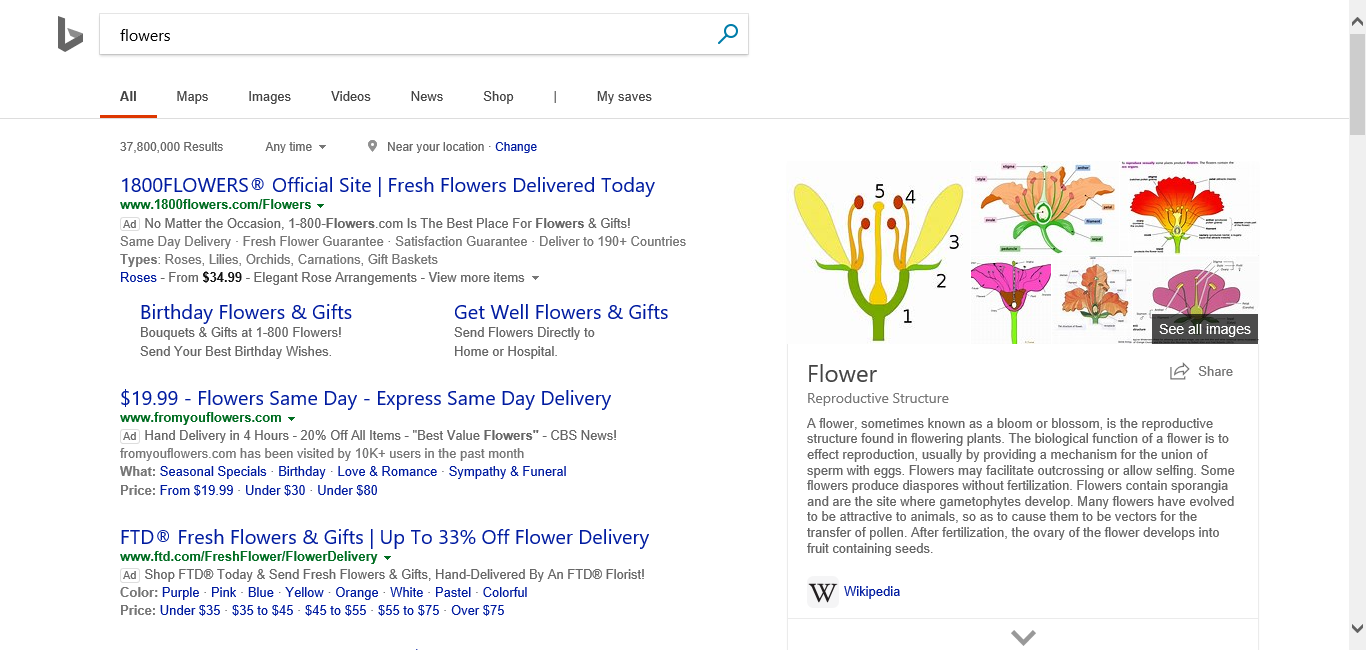 flowers
All Maps Images Videos News Shop | My saves
37,800,000 Results Any time Near your location · Change
1800FLOWERS® Official Site | Fresh Flowers Delivered Today
www.1800flowers.com/Flowers
Ad No Matter the Occasion, 1-800-Flowers.com Is The Best Place For Flowers & Gifts!
Same Day Delivery · Fresh Flower Guarantee · Satisfaction Guarantee · Deliver to 190+ Countries
Types: Roses, Lilies, Orchids, Carnations, Gift Baskets
Roses - From $34.99 - Elegant Rose Arrangements - View more items
Birthday Flowers & Gifts
Bouquets & Gifts at 1-800 Flowers!
Send Your Best Birthday Wishes.
Get Well Flowers & Gifts
Send Flowers Directly to
Home or Hospital.
$19.99 - Flowers Same Day - Express Same Day Delivery
www.fromyouflowers.com
Ad Hand Delivery in 4 Hours - 20% Off All Items - "Best Value Flowers" - CBS News!
fromyouflowers.com has been visited by 10K+ users in the past month
What: Seasonal Specials · Birthday · Love & Romance · Sympathy & Funeral
Price: From $19.99 · Under $30 · Under $80
FTD® Fresh Flowers & Gifts | Up To 33% Off Flower Delivery
www.ftd.com/FreshFlower/FlowerDelivery
Ad Shop FTD® Today & Send Fresh Flowers & Gifts, Hand-Delivered By An FTD® Florist!
Color: Purple · Pink · Blue · Yellow · Orange · White · Pastel · Colorful
Price: Under $35 · $35 to $45 · $45 to $55 · $55 to $75 · Over $75
5 4
3
2
1
See all images
Flower
Share
Reproductive Structure
A flower, sometimes known as a bloom or blossom, is the reproductive
structure found in flowering plants. The biological function of a flower is to
effect reproduction, usually by providing a mechanism for the union of
sperm with eggs. Flowers may facilitate outcrossing or allow selfing. Some
flowers produce diaspores without fertilization. Flowers contain sporangia
and are the site where gametophytes develop. Many flowers have evolved
to be attractive to animals, so as to cause them to be vectors for the
transfer of pollen. After fertilization, the ovary of the flower develops into
fruit containing seeds.
W Wikipedia